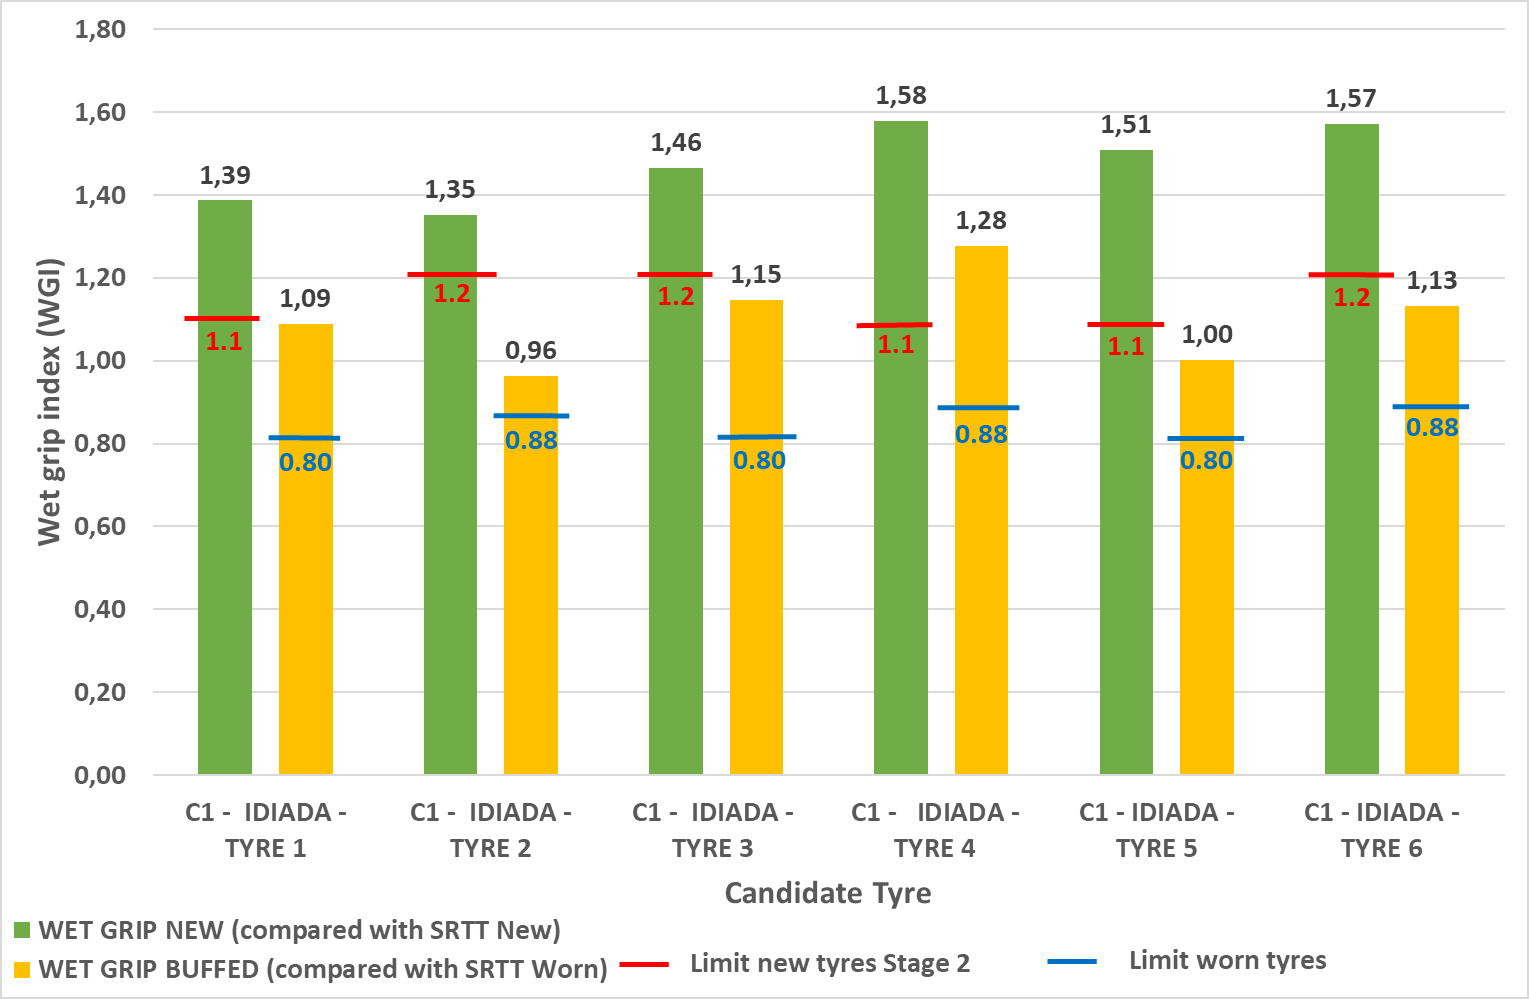 1,80
1,60
1,40
1,20
1,00
0,80
0,60
0,40
0,20
0,00
Wet grip index (WGI)
1,39
1.1
1,09
0.80
1,35
1.2
0,96
0.88
1,46
1.2
1,15
0.80
1,58
1.1
1,28
0.88
1,51
1.1
1,00
0.80
1,57
1.2
1,13
0.88
C1 - IDIADA -
TYRE 1
C1 - IDIADA -
TYRE 2
C1 - IDIADA -
TYRE 3
C1 - IDIADA -
TYRE 4
C1 - IDIADA -
TYRE 5
C1 - IDIADA -
TYRE 6
Candidate Tyre
WET GRIP NEW (compared with SRTT New)
WET GRIP BUFFED (compared with SRTT Worn)
Limit new tyres Stage 2
Limit worn tyres